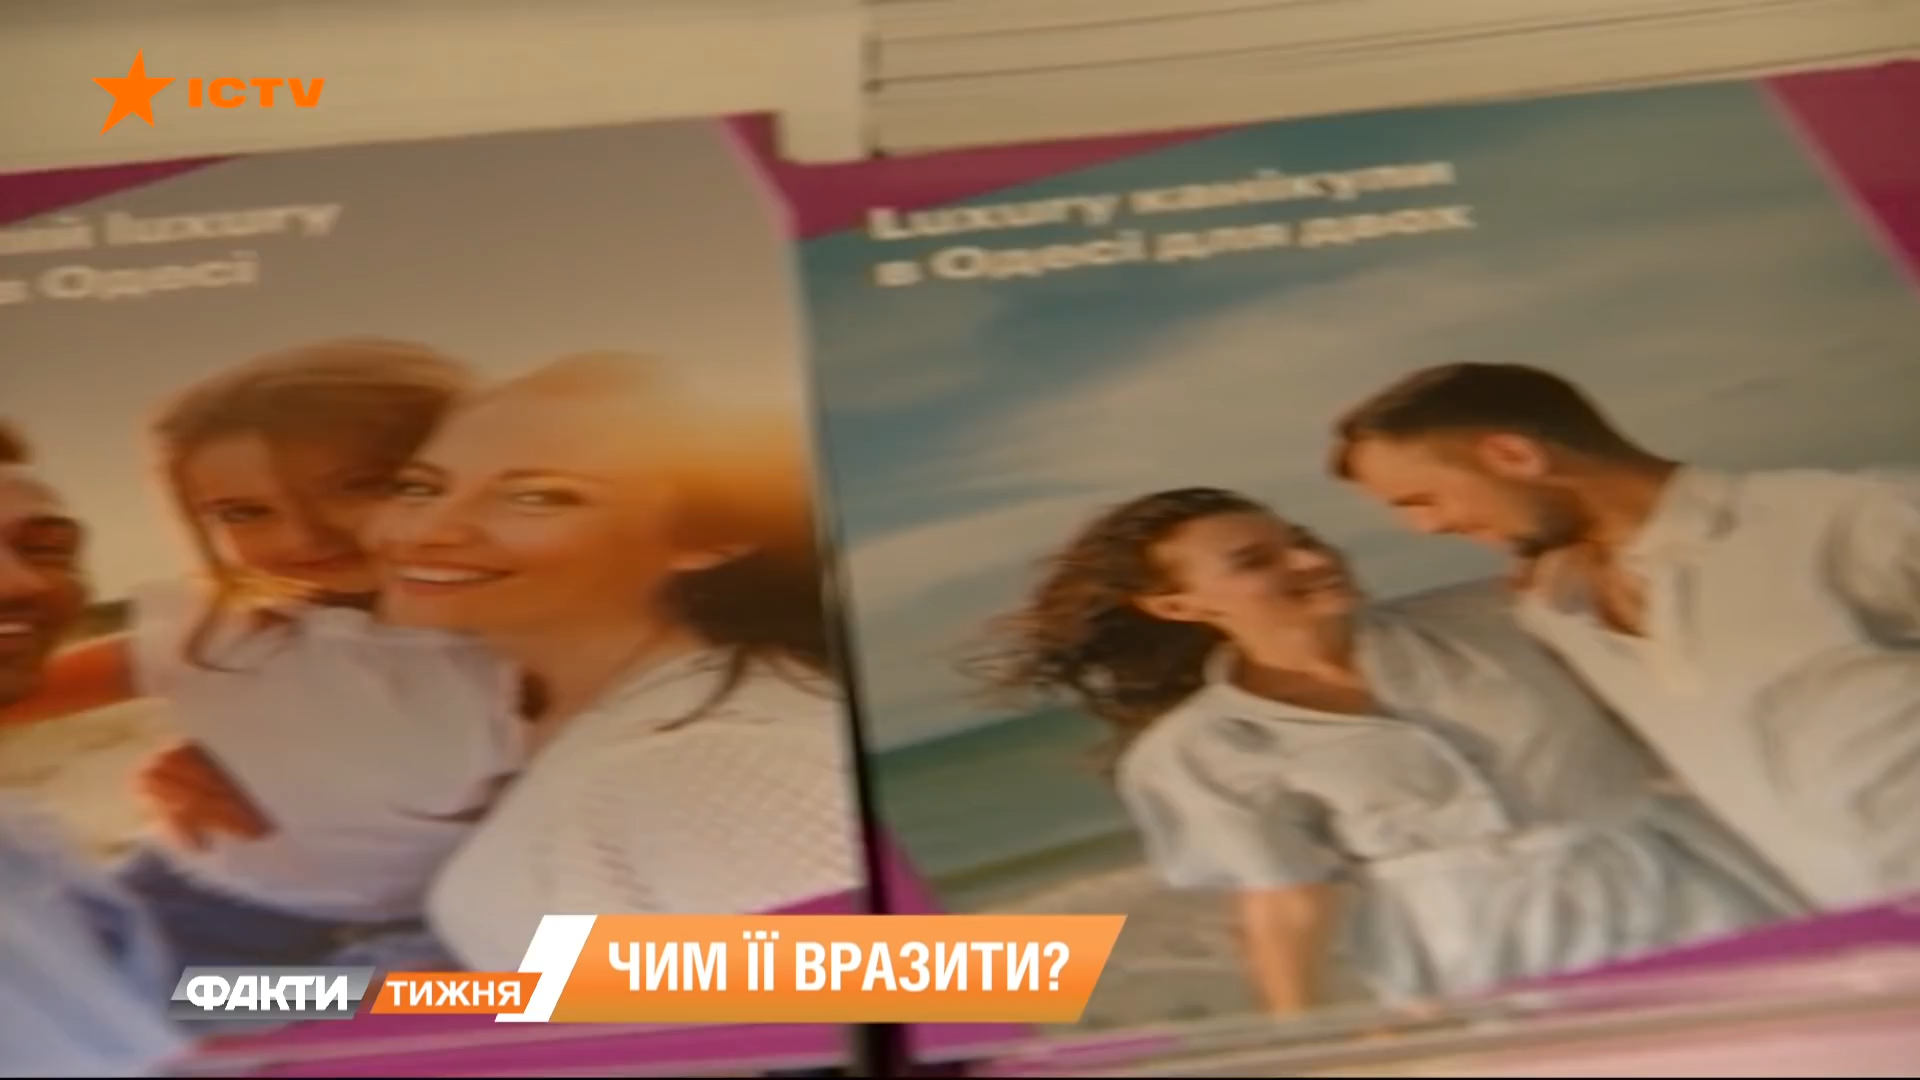 ICTV
luxury
в Одесі
Luxury канікули
в Одесі для двох
ЧИМ ЇЇ ВРАЗИТИ?
ФАКТИ ТИЖНЯ